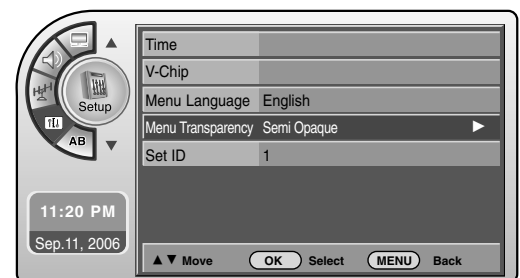 Time
V-Chip
Menu Language English
Menu Transparency Semi Opaque ►
Set ID 1
Setup
AB
11:20 PM
Sep.11, 2006
▲▼ Move OK Select MENU Back